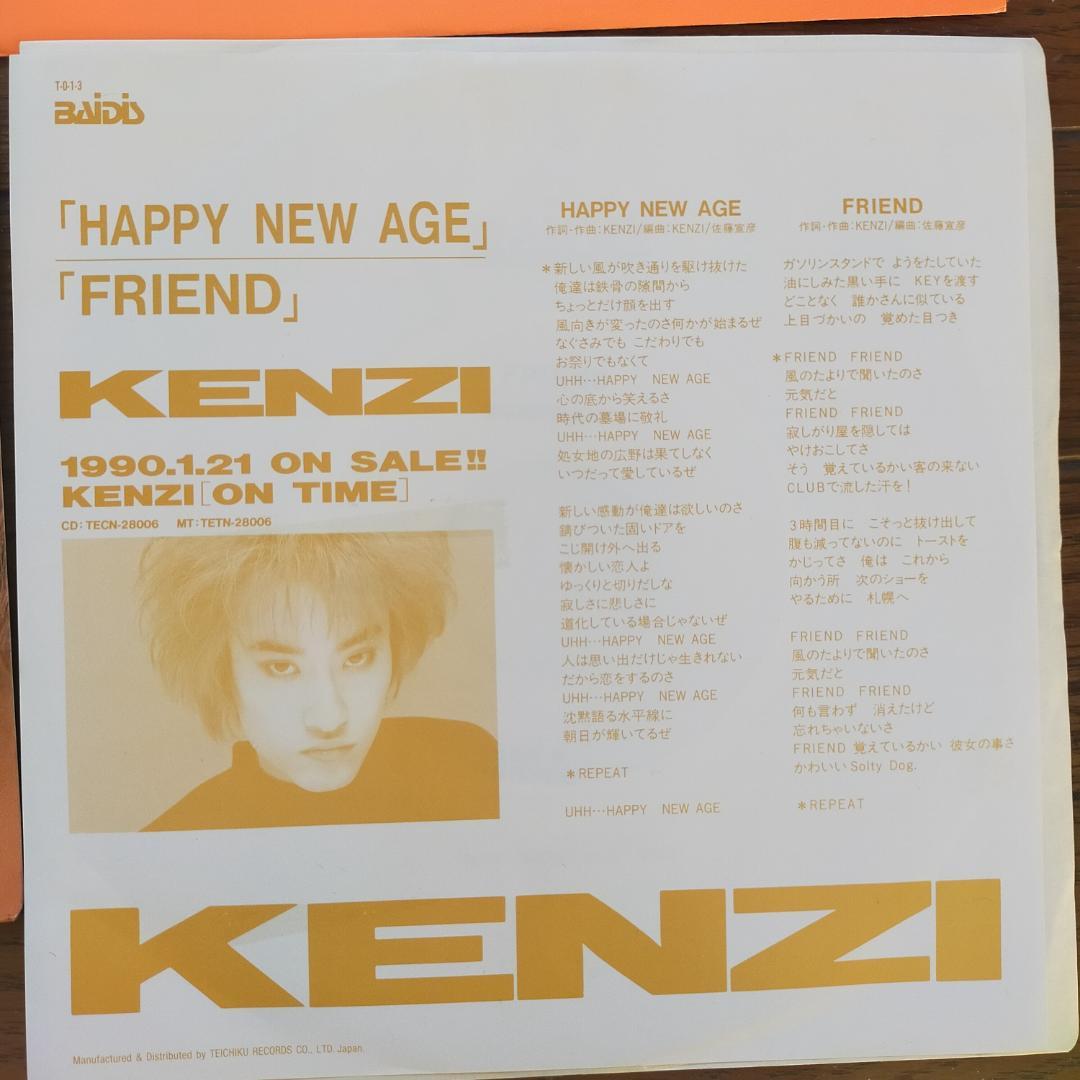 T-0-1-3
BAiDiS
「HAPPY NEW AGE」
「FRIEND」
KENZI
1990.1.21 ON SALE!!
KENZI[ON TIME]
CD:TECN-28006 MT:TETN-28006
HAPPY NEW AGE
作詞・作曲:KENZI/編曲:KENZI/佐藤宣彦
*新しい風が吹き通りを駆け抜けた
俺達は鉄骨の隙間から
ちょっとだけ顔を出す
風向きが変ったのさ何かが始まるぜ
なぐさみでも こだわりでも
お祭りでもなくて
UHH…HAPPY NEW AGE
心の底から笑えるさ
時代の墓場に敬礼
UHH…HAPPY NEW AGE
処女地の広野は果てしなく
いつだって愛しているぜ
新しい感動が俺達は欲しいのさ
錆びついた固いドアを
こじ開け外へ出る
懐かしい恋人よ
ゆっくりと切りだしな
寂しさに悲しさに
道化している場合じゃないぜ
UHH…HAPPY NEW AGE
人は思い出だけじゃ生きれない
だから恋をするのさ
UHH…HAPPY NEW AGE
沈黙語る水平線に
朝日が輝いてるぜ
*REPEAT
UHH…HAPPY NEW AGE
FRIEND
作詞・作曲:KENZI/編曲:佐藤宣彦
ガソリンスタンドで ようをたしていた
油にしみた黒い手に KEYを渡す
どことなく 誰かさんに似ている
上目づかいの 覚めた目つき
*FRIEND FRIEND
風のたよりで聞いたのさ
元気だと
FRIEND FRIEND
寂しがり屋を隠しては
やけおこしてさ
そう 覚えているかい客の来ない
CLUBで流した汗を!
3時間目に こそっと抜け出して
腹も減ってないのに トーストを
かじってさ 俺は これから
向かう所 次のショーを
やるために 札幌へ
FRIEND FRIEND
風のたよりで聞いたのさ
元気だと
FRIEND FRIEND
何も言わず 消えたけど
忘れちゃいないさ
FRIEND 覚えているかい 彼女の事さ
かわいいSolty Dog.
*REPEAT
KENZI
Manufactured & Distributed by TEICHIKU RECORDS CO., LTD. Japan.